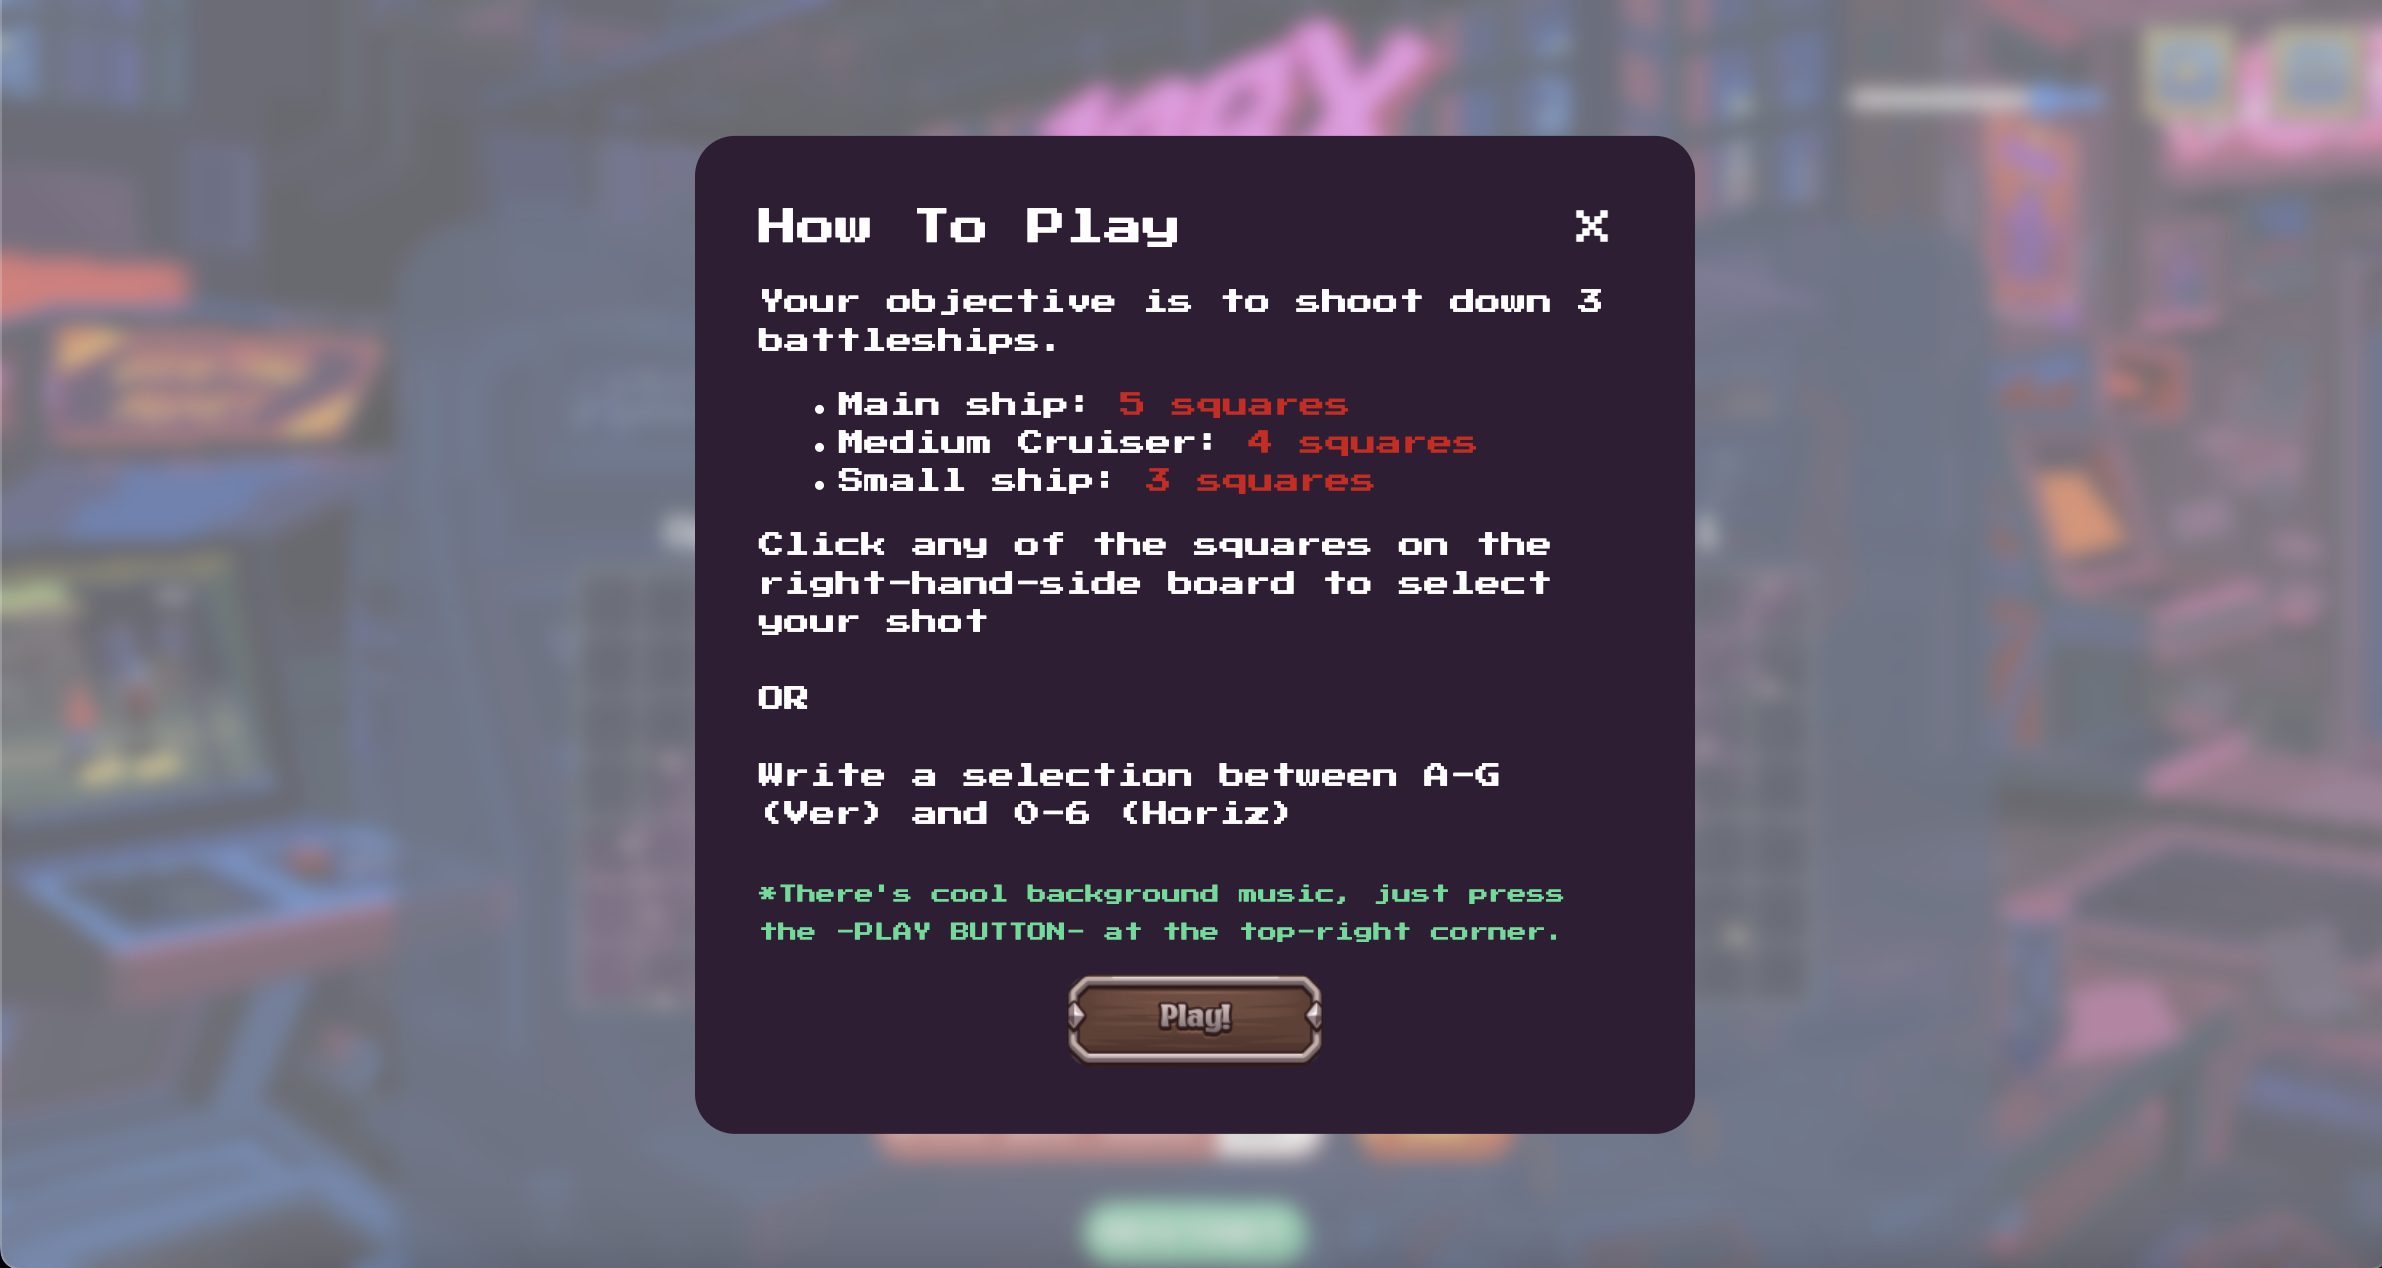 How To Play X
Your objective is to shoot down 3
battleships.
• Main ship: 5 squares
• Medium Cruiser: 4 squares
• Small ship: 3 squares
Click any of the squares on the
right-hand-side board to select
your shot
OR
Write a selection between A-G
(Ver) and 0-6 (Horiz)
*There's cool background music, just press
the -PLAY BUTTON- at the top-right corner.
Play!